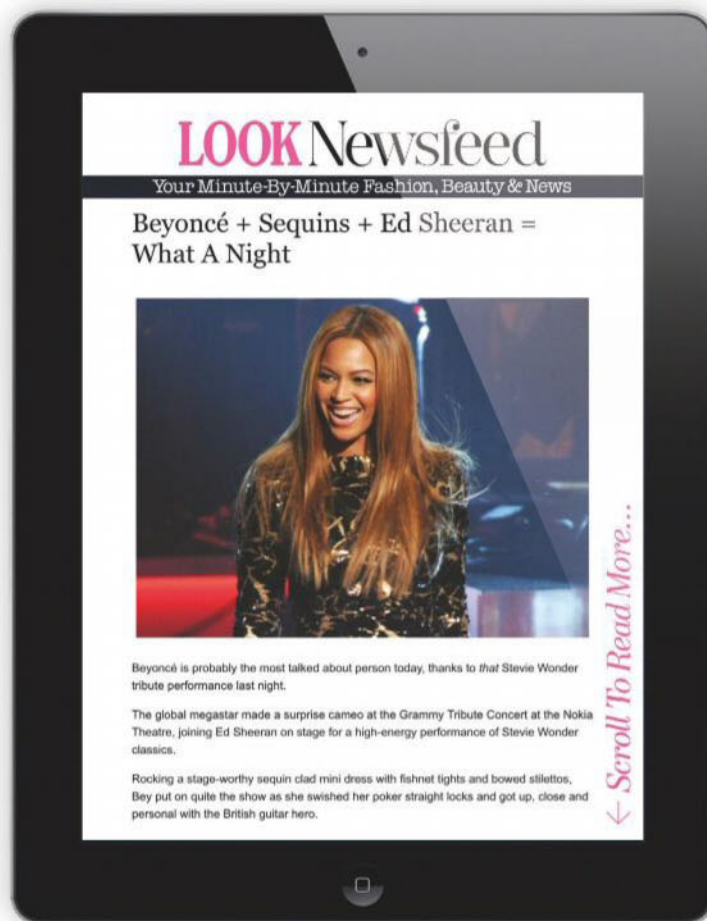 LOOK Newsfeed
Your Minute-By-Minute Fashion, Beauty & News
Beyoncé + Sequins + Ed Sheeran =
What A Night
Beyoncé is probably the most talked about person today, thanks to that Stevie Wonder
tribute performance last night.
The global megastar made a surprise cameo at the Grammy Tribute Concert at the Nokia
Theatre, joining Ed Sheeran on stage for a high-energy performance of Stevie Wonder
classics.
Rocking a stage-worthy sequin clad mini dress with fishnet tights and bowed stilettos,
Bey put on quite the show as she swished her poker straight locks and got up, close and
personal with the British guitar hero.
← Scroll To Read More...